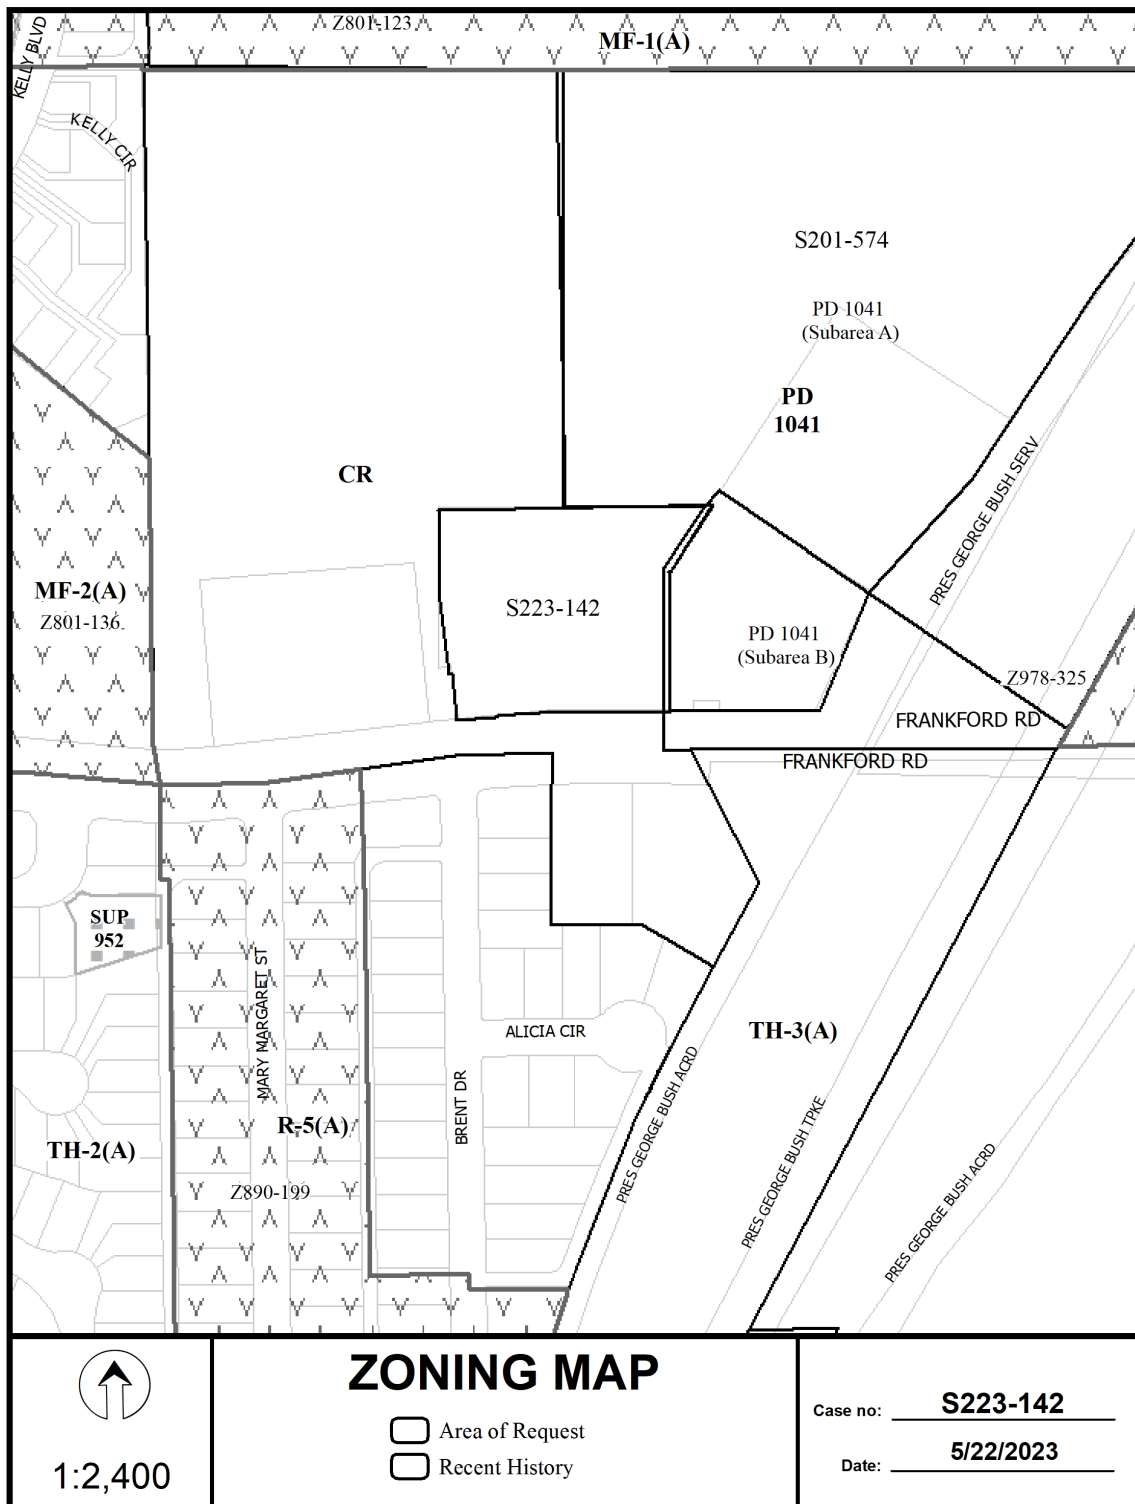 Z801-123
MF-1(A)
KELLY BLVD
KELLY CIR
S201-574
PD 1041
(Subarea A)
PD
1041
CR
PRES GEORGE BUSH SERV
MF-2(A)
Z801-136
S223-142
PD 1041
(Subarea B)
Z978-325
FRANKFORD RD
FRANKFORD RD
SUP
952
MARY MARGARET ST
ALICIA CIR
TH-3(A)
BRENT DR
R-5(A)
TH-2(A)
Z890-199
PRES GEORGE BUSH ACRD
PRES GEORGE BUSH TPKE
PRES GEORGE BUSH ACRD
1:2,400
ZONING MAP
Area of Request
Recent History
Case no: S223-142
Date: 5/22/2023